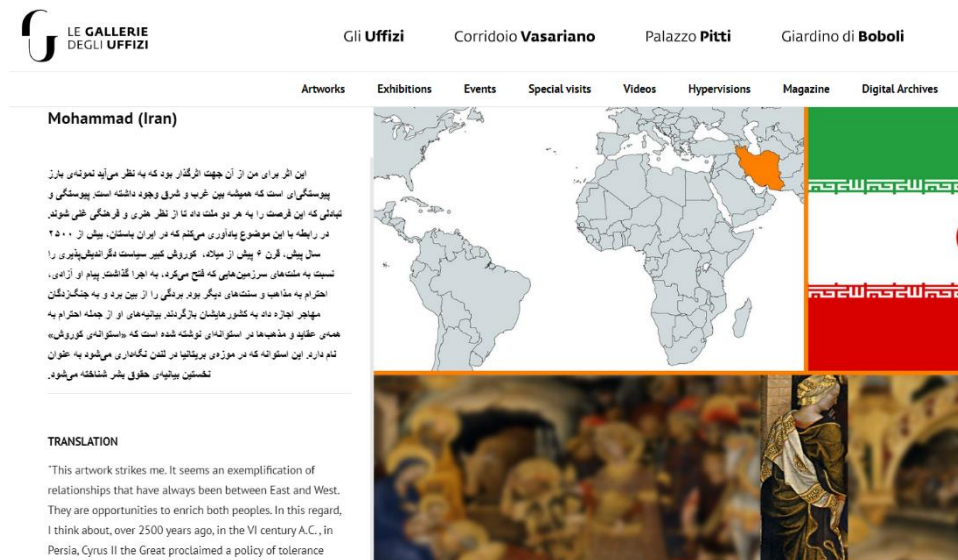 LE GALLERIE
DEGLI UFFIZI
Gli Uffizi
Corridoio Vasariano
Palazzo Pitti
Giardino di Boboli
Artworks
Exhibitions
Events
Special visits
Videos
Hypervisions
Magazine
Digital Archives
Mohammad (Iran)
این اثر برای من از آن جهت اثرگذار بود که به نظر می‌آید نمونه‌ی بارز
پیوستگی‌ای است که همیشه بین غرب و شرق وجود داشته است. پیوستگی و
تبادلی که این فرصت را به هر دو ملت داد تا از نظر هنری و فرهنگی غنی شوند.
در رابطه با این موضوع یادآوری می‌کنم که در ایران باستان، بیش از ۲۵۰۰
سال پیش، قرن ۶ پیش از میلاد، کوروش کبیر سیاست دگراندیش‌پذیری را
نسبت به ملت‌های سرزمین‌هایی که فتح می‌کرد، به اجرا گذاشت. پیام او آزادی،
احترام به مذاهب و سنت‌های دیگر بود. بردگی را از بین برد و به جنگ‌زدگان
مهاجر اجازه داد به کشورهایشان بازگردند. بیانیه‌های او از جمله احترام به
همه‌ی عقاید و مذهب‌ها در استوانه‌ای نوشته شده است که «استوانه‌ی کوروش»
نام دارد. این استوانه که در موزه‌ی بریتانیا در لندن نگاه‌داری می‌شود به عنوان
نخستین بیانیه‌ی حقوق بشر شناخته می‌شود.
TRANSLATION
"This artwork strikes me. It seems an exemplification of
relationships that have always been between East and West.
They are opportunities to enrich both peoples. In this regard,
I think about, over 2500 years ago, in the VI century A.C., in
Persia, Cyrus II the Great proclaimed a policy of tolerance